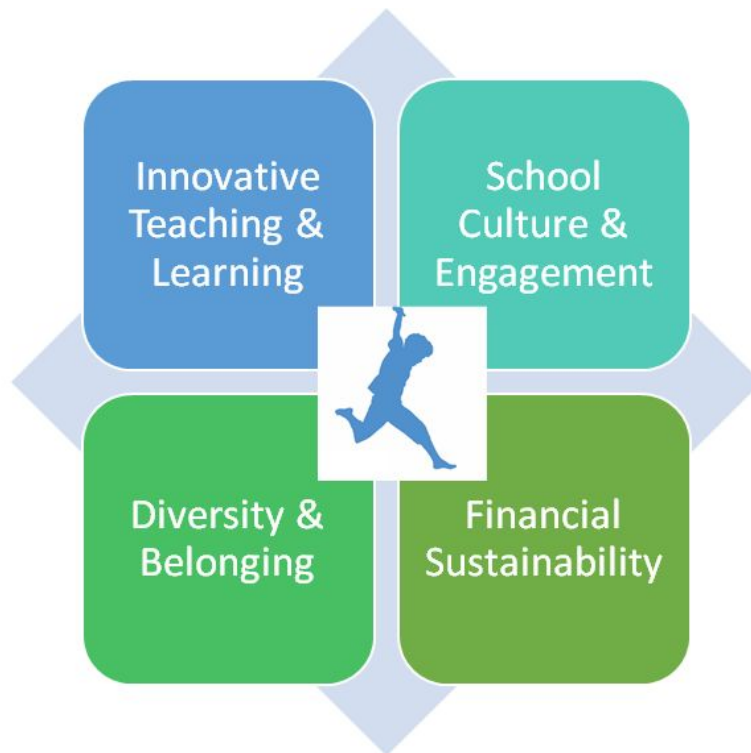 Innovative
Teaching &
Learning
School
Culture &
Engagement
Diversity &
Belonging
Financial
Sustainability